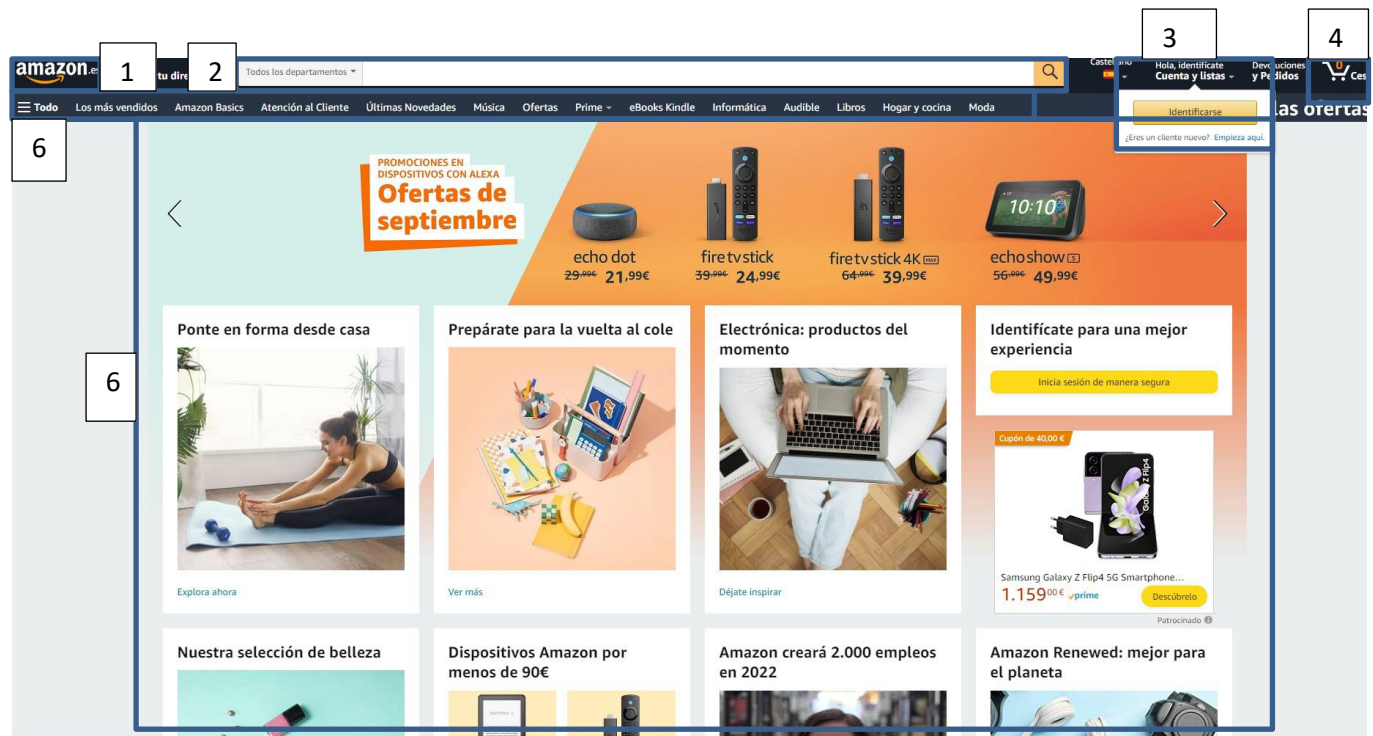 3
4
1
2
amazon.es
tu dire
Todos los departamentos
Hola, identifícate
Cuenta y listas
Devoluciones
y Pedidos
0
Ces
Todo Los más vendidos Amazon Basics Atención al Cliente Últimas Novedades Música Ofertas Prime eBooks Kindle Informática Audible Libros Hogar y cocina Moda
las ofertas
Identificarse
¿Eres un cliente nuevo? Empieza aquí.
6
PROMOCIONES EN
DISPOSITIVOS CON ALEXA
Ofertas de
septiembre
10:10
echo dot
29,99€ 21,99€
fire tv stick
39,99€ 24,99€
fire tv stick 4K MAX
64,99€ 39,99€
echo show 5
56,99€ 49,99€
6
Ponte en forma desde casa
Explora ahora
Prepárate para la vuelta al cole
Ver más
Electrónica: productos del
momento
Déjate inspirar
Identifícate para una mejor
experiencia
Inicia sesión de manera segura
Cupón de 40,00 €
Galaxy Z Flip4
Samsung Galaxy Z Flip4 5G Smartphone…
1.15900 € prime
Descúbrelo
Patrocinado
Nuestra selección de belleza
Dispositivos Amazon por
menos de 90€
Amazon creará 2.000 empleos
en 2022
Amazon Renewed: mejor para
el planeta